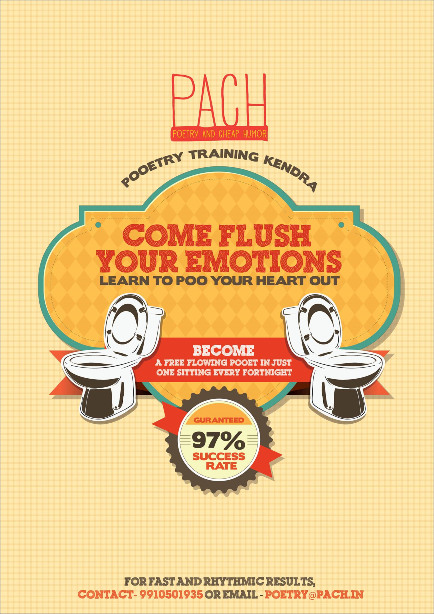 PACH
POETRY AND CHEAP HUMOR
POOETRY TRAINING KENDRA
COME FLUSH
YOUR EMOTIONS
LEARN TO POO YOUR HEART OUT
BECOME
A FREE FLOWING POOET IN JUST
ONE SITTING EVERY FORTNIGHT
GURANTEED
97%
SUCCESS
RATE
FOR FAST AND RHYTHMIC RESULTS,
CONTACT- 9910501935 OR EMAIL - POETRY@PACH.IN